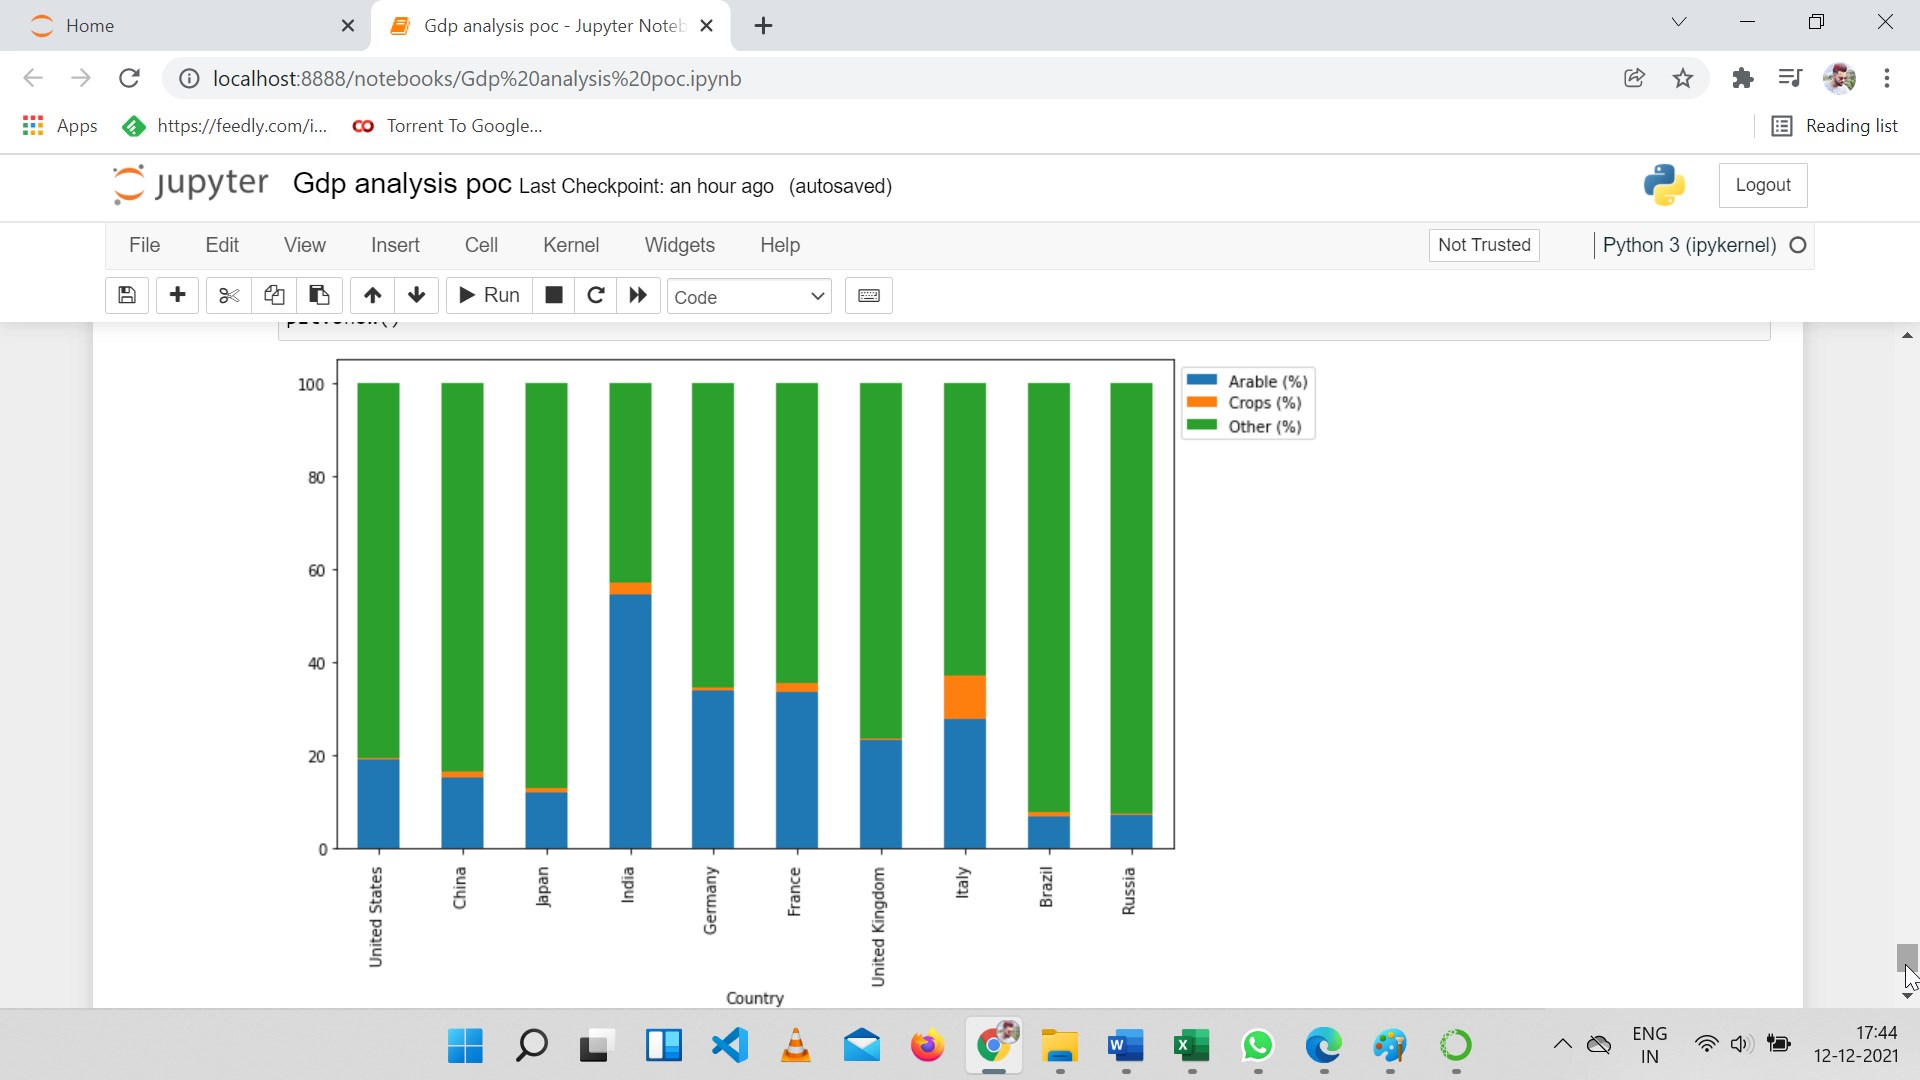 Home
Gdp analysis poc - Jupyter Noteb
localhost:8888/notebooks/Gdp%20analysis%20poc.ipynb
Apps https://feedly.com/i... Torrent To Google... Reading list
jupyter Gdp analysis poc Last Checkpoint: an hour ago (autosaved) Logout
File Edit View Insert Cell Kernel Widgets Help Not Trusted Python 3 (ipykernel)
Run Code
100
80
60
40
20
0
Arable (%)
Crops (%)
Other (%)
United States
China
Japan
India
Germany
France
United Kingdom
Italy
Brazil
Russia
Country
ENG
IN
17:44
12-12-2021